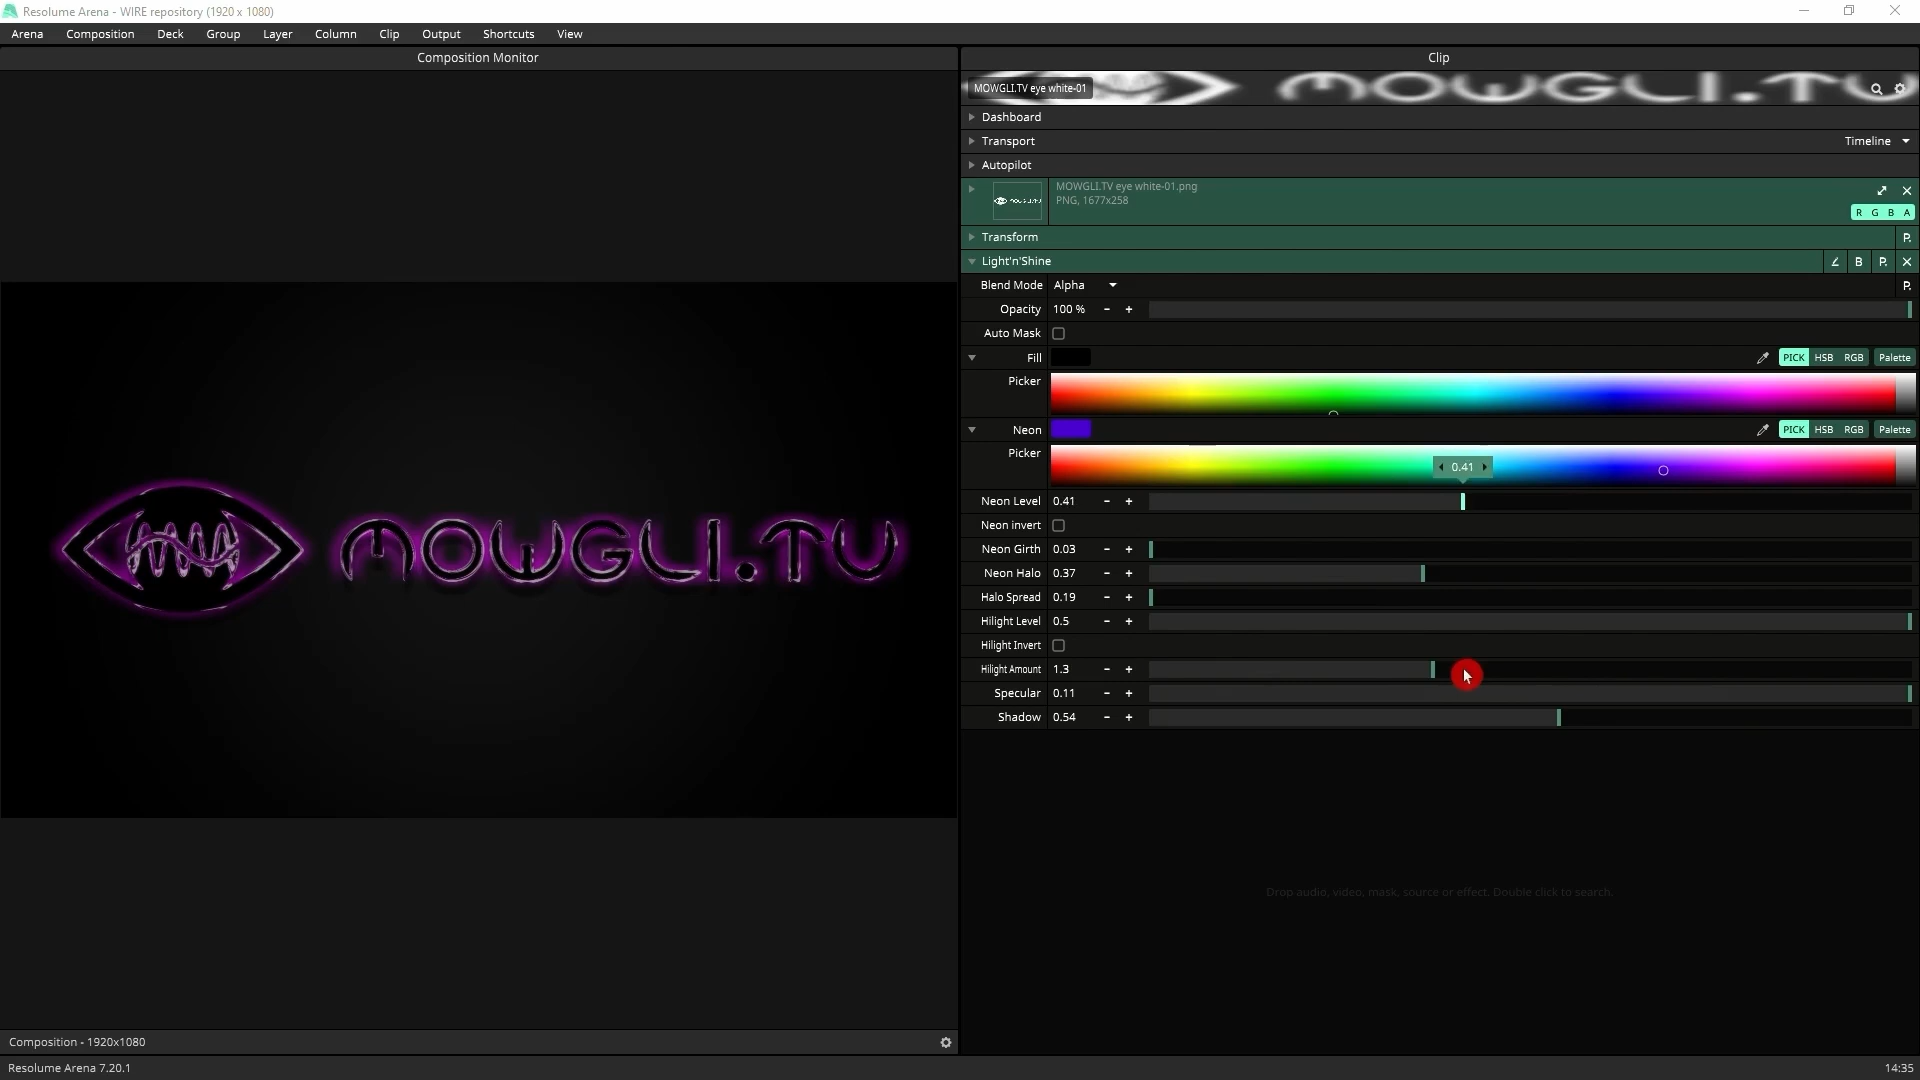 Resolume Arena - WIRE repository (1920 x 1080)
Arena Composition Deck Group Layer Column Clip Output Shortcuts View
Composition Monitor
Clip
MOWGLI.TV eye white-01
MOWGLI.TV
Dashboard
Transport Timeline
Autopilot
MOWGLI.TV eye white-01.png
PNG, 1677x258
R G B A
Transform P.
Light'n'Shine B P.
Blend Mode Alpha P.
Opacity 100 % - +
Auto Mask
Fill PICK HSB RGB Palette
Picker
Neon PICK HSB RGB Palette
Picker
0.41
Neon Level 0.41 - +
Neon invert
Neon Girth 0.03 - +
Neon Halo 0.37 - +
Halo Spread 0.19 - +
Hilight Level 0.5 - +
Hilight Invert
Hilight Amount 1.3 - +
Specular 0.11 - +
Shadow 0.54 - +
MOWGLI.TV
Drop audio, video, mask, source or effect. Double click to search.
Composition - 1920x1080
Resolume Arena 7.20.1
14:35